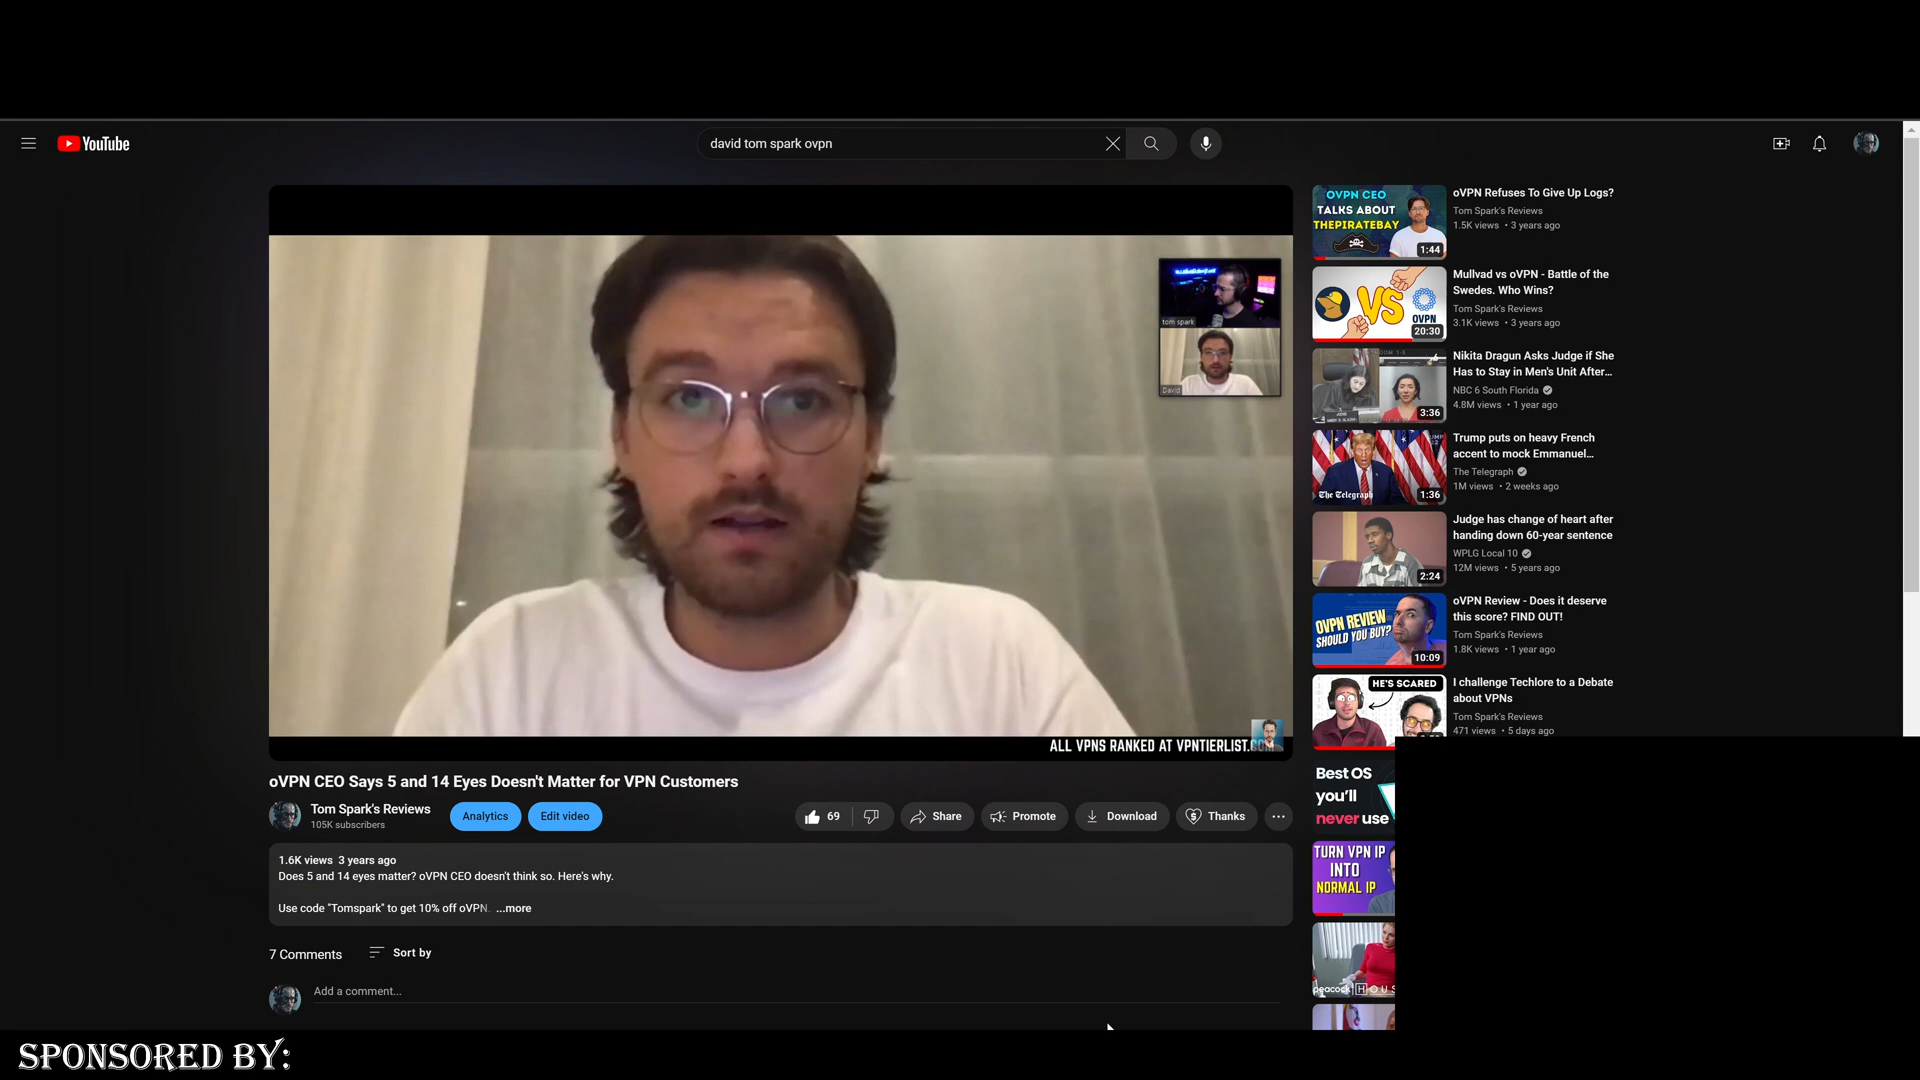 YouTube
david tom spark ovpn
tom spark
David
ALL VPNS RANKED AT VPNTIERLIST.
oVPN CEO Says 5 and 14 Eyes Doesn't Matter for VPN Customers
Tom Spark's Reviews
105K subscribers
Analytics
Edit video
69
Share
Promote
Download
Thanks
1.6K views 3 years ago
Does 5 and 14 eyes matter? oVPN CEO doesn't think so. Here's why.
Use code "Tomspark" to get 10% off oVPN. ...more
7 Comments
Sort by
Add a comment...
OVPN CEO
TALKS ABOUT
THEPIRATEBAY
1:44
oVPN Refuses To Give Up Logs?
Tom Spark's Reviews
1.5K views • 3 years ago
VS
OVPN
20:30
Mullvad vs oVPN - Battle of the
Swedes. Who Wins?
Tom Spark's Reviews
3.1K views • 3 years ago
3:36
Nikita Dragun Asks Judge if She
Has to Stay in Men's Unit After...
NBC 6 South Florida
4.8M views • 1 year ago
The Telegraph
1:36
Trump puts on heavy French
accent to mock Emmanuel...
The Telegraph
1M views • 2 weeks ago
2:24
Judge has change of heart after
handing down 60-year sentence
WPLG Local 10
12M views • 5 years ago
OVPN REVIEW
SHOULD YOU BUY?
10:09
oVPN Review - Does it deserve
this score? FIND OUT!
Tom Spark's Reviews
1.8K views • 1 year ago
HE'S SCARED
I challenge Techlore to a Debate
about VPNs
Tom Spark's Reviews
471 views • 5 days ago
Best OS
you'll
never use
TURN VPN IP
INTO
NORMAL IP
peacock HOUS
SPONSORED BY: